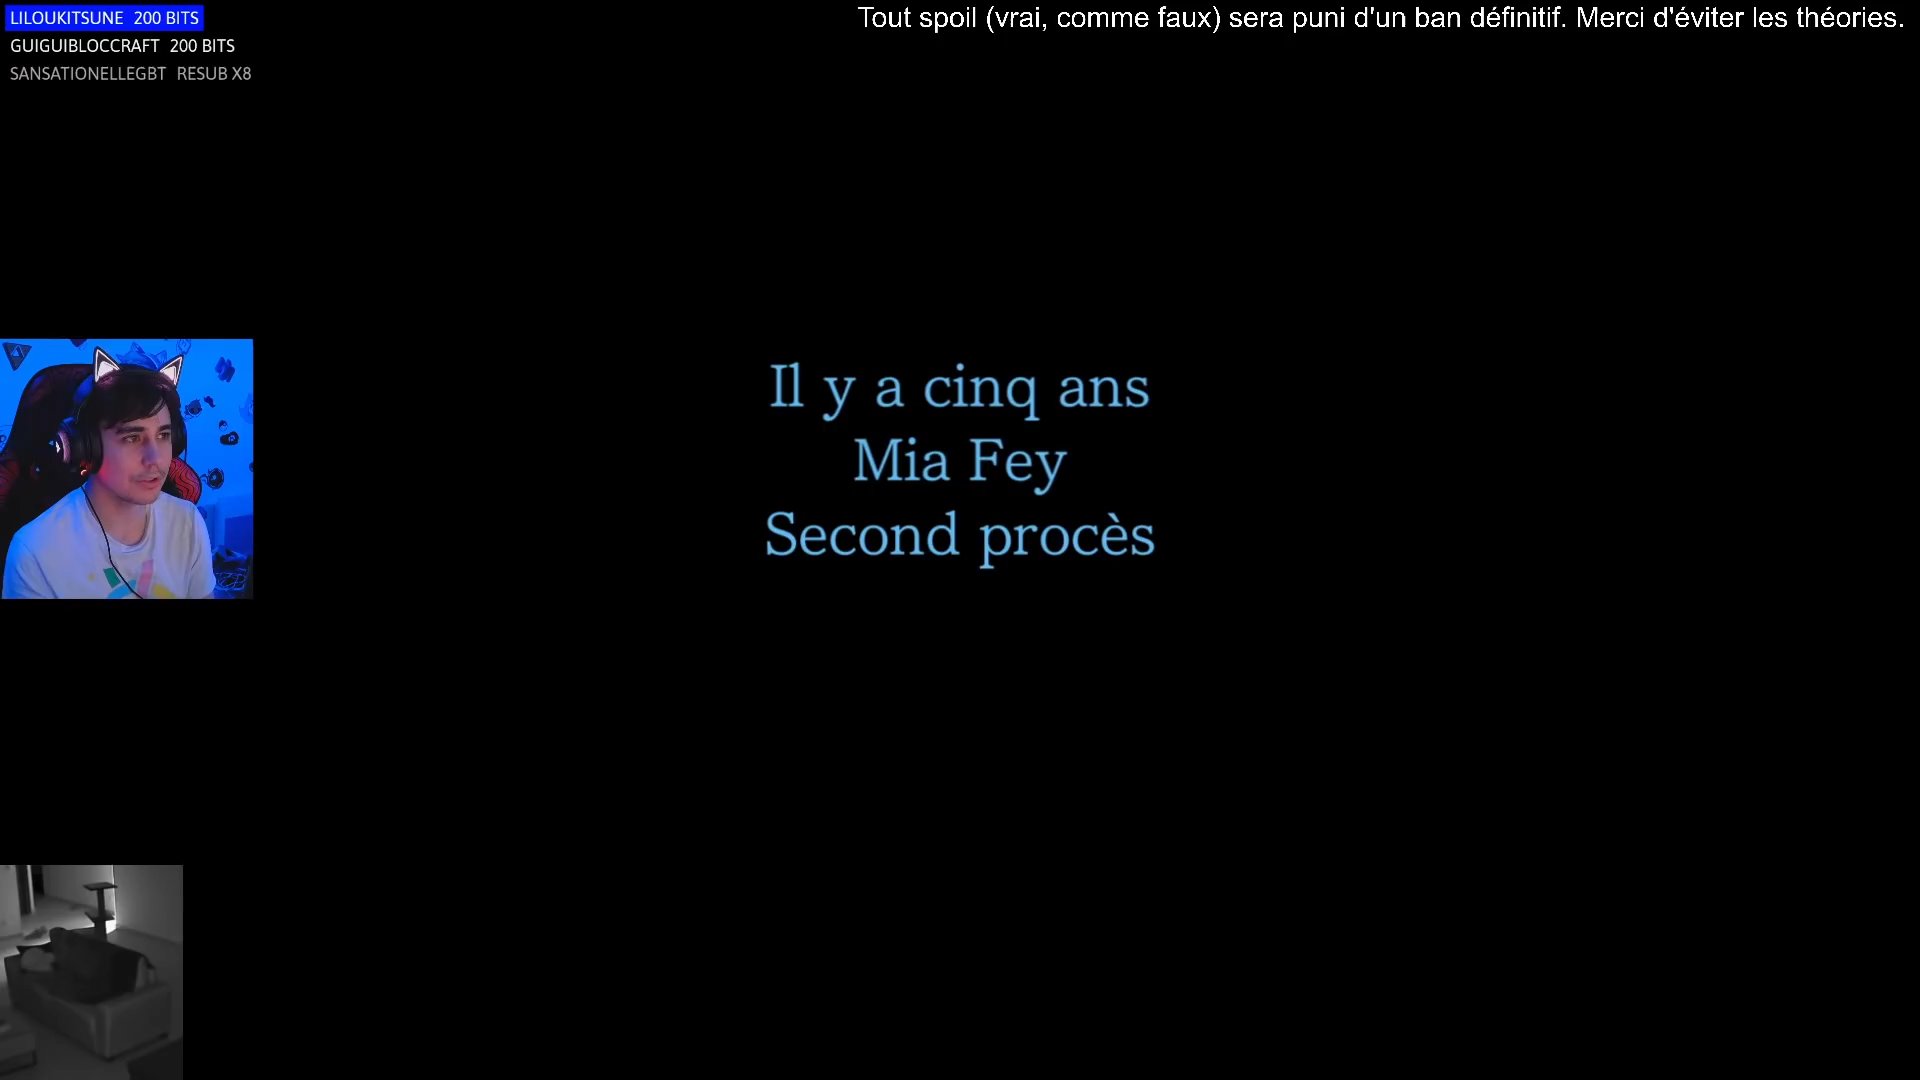 LILOUKITSUNE 200 BITS
GUIGUIBLOCCRAFT 200 BITS
SANSATIONELLEGBT RESUB X8
Tout spoil (vrai, comme faux) sera puni d'un ban définitif. Merci d'éviter les théories.
Il y a cinq ans
Mia Fey
Second procès